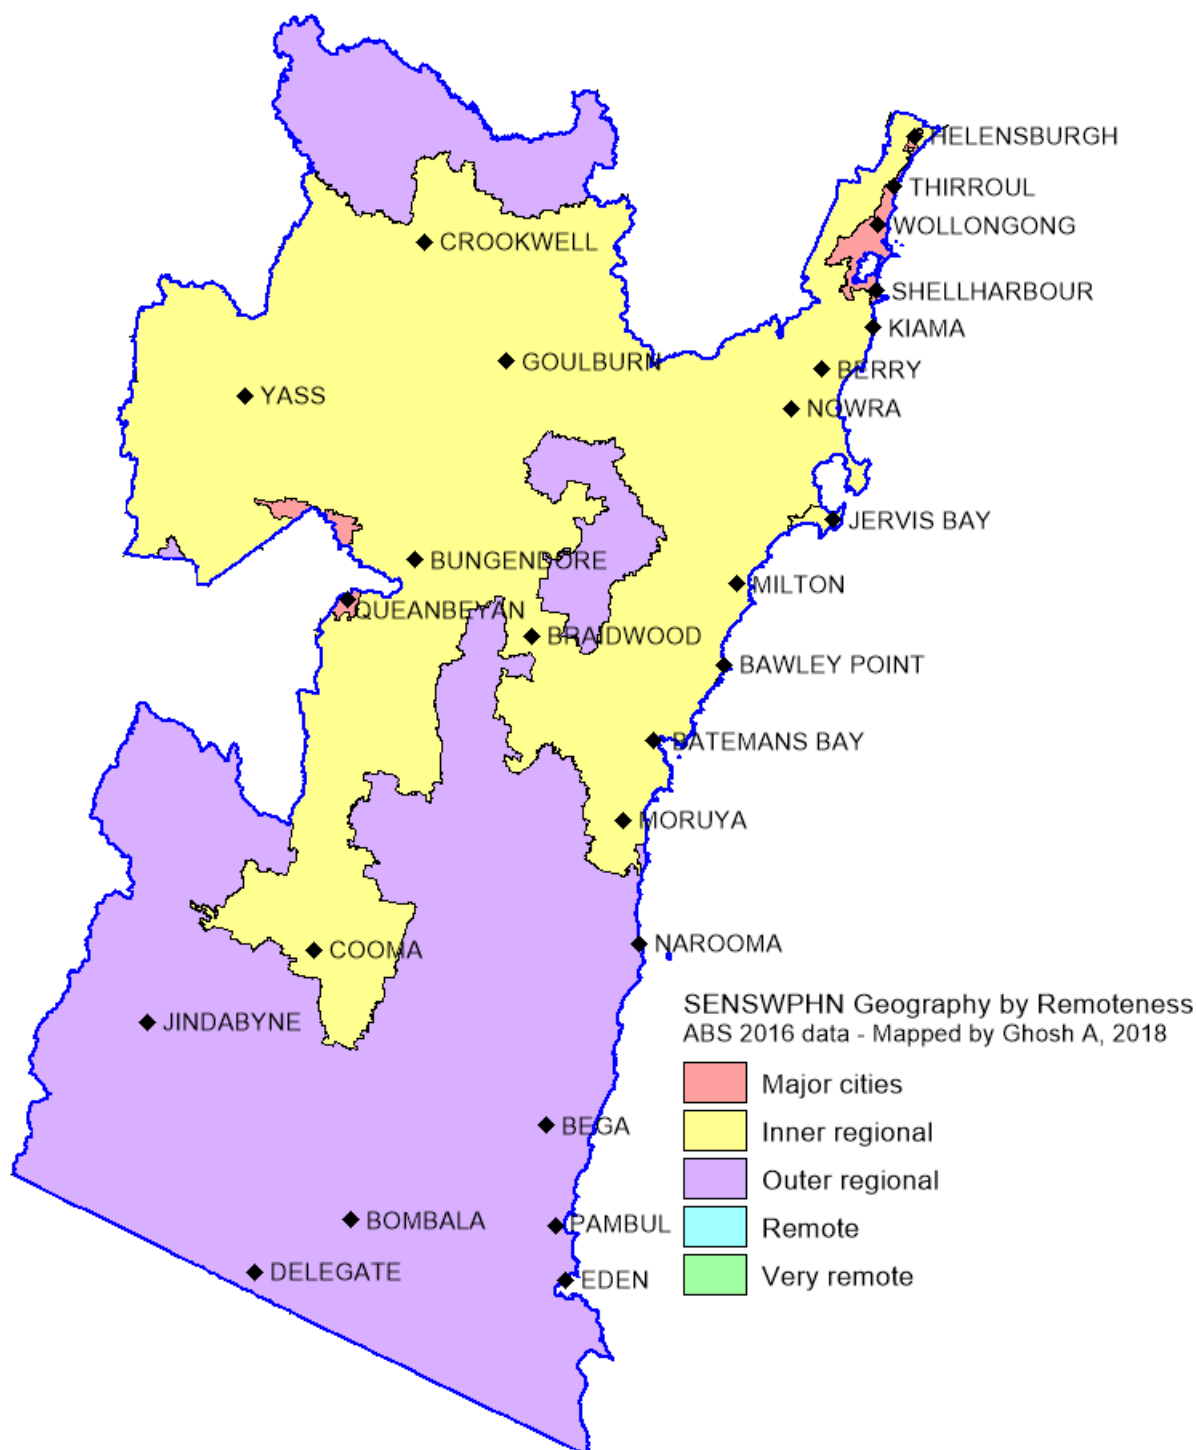 HELENSBURGH
THIRROUL
WOLLONGONG
CROOKWELL
SHELLHARBOUR
KIAMA
GOULBURN
BERRY
YASS
NOWRA
JERVIS BAY
BUNGENDORE
MILTON
QUEANBEYAN
BRAIDWOOD
BAWLEY POINT
BATEMANS BAY
MORUYA
NAROOMA
COOMA
SENSWPHN Geography by Remoteness
JINDABYNE
ABS 2016 data - Mapped by Ghosh A, 2018
Major cities
BEGA
Inner regional
Outer regional
BOMBALA
PAMBUL
Remote
DELEGATE
EDEN
Very remote